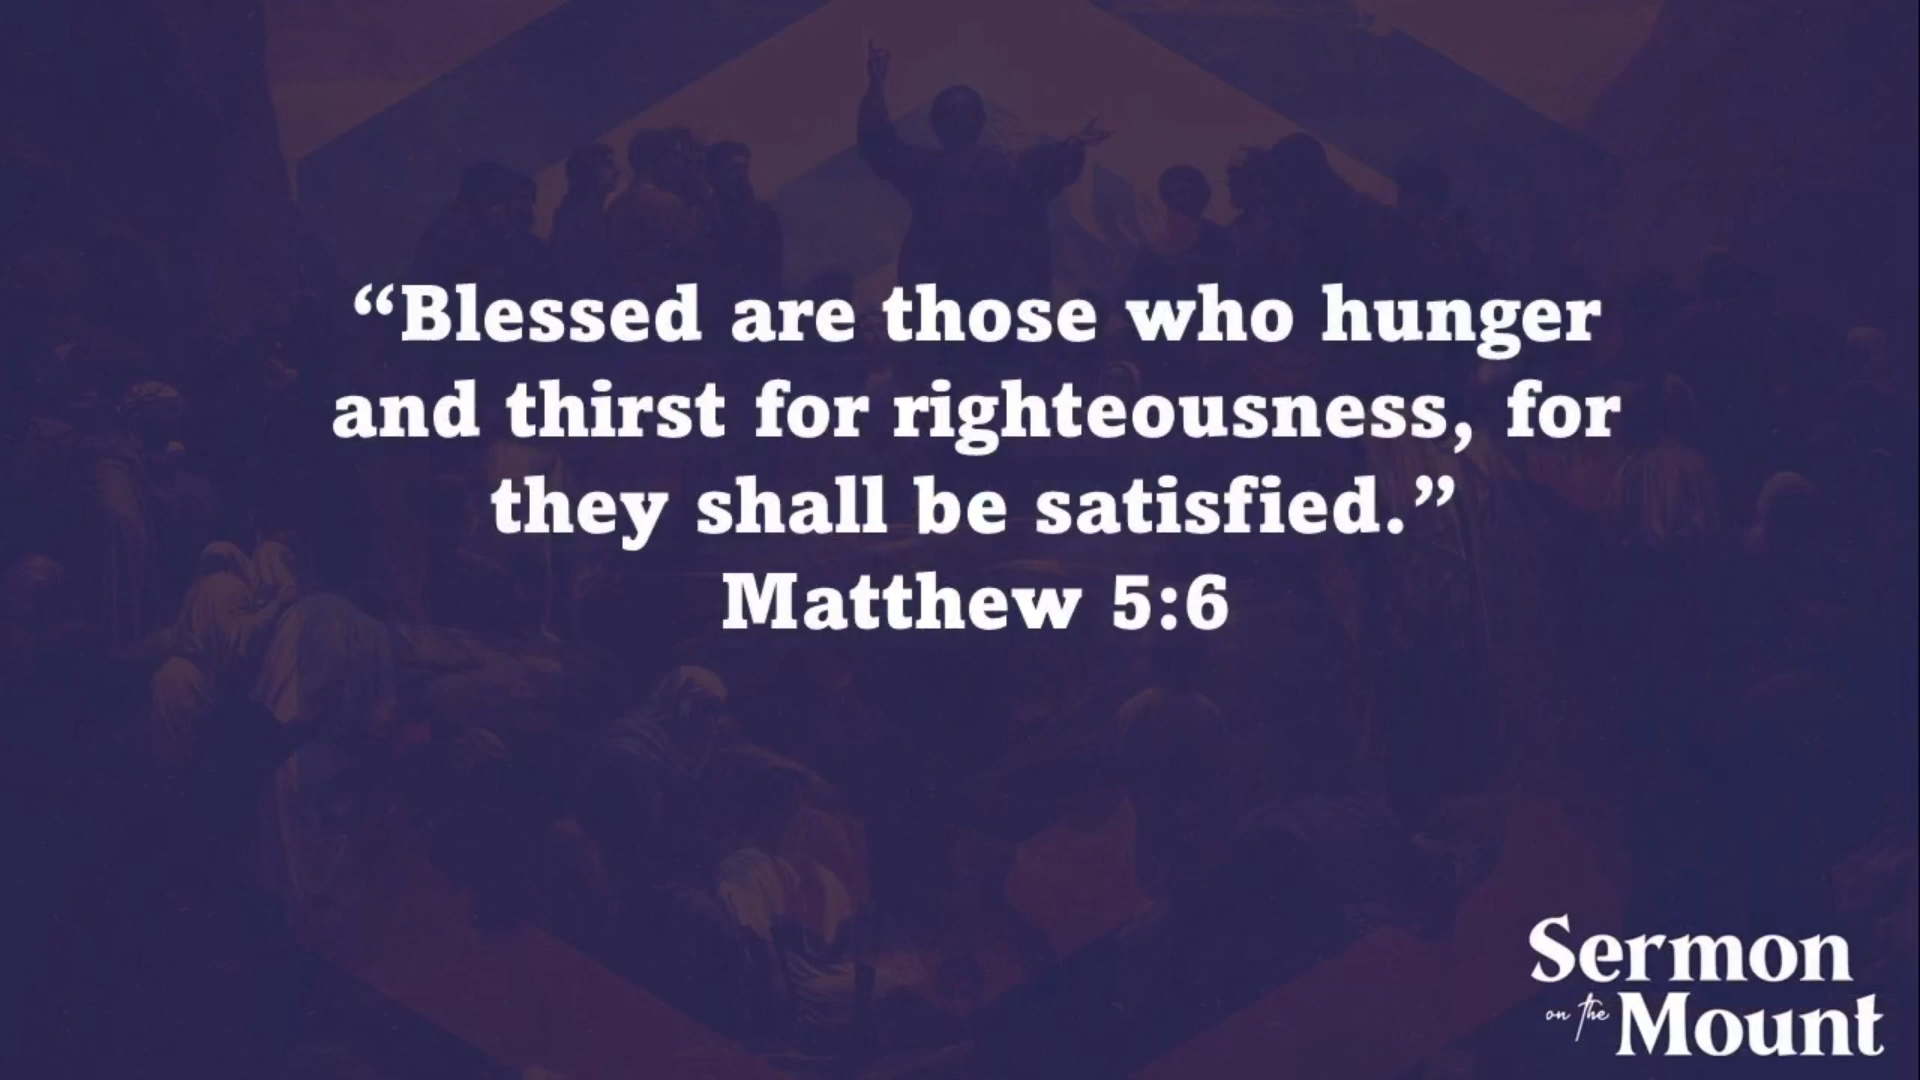 “Blessed are those who hunger
and thirst for righteousness, for
they shall be satisfied.”
Matthew 5:6
Sermon
on the Mount